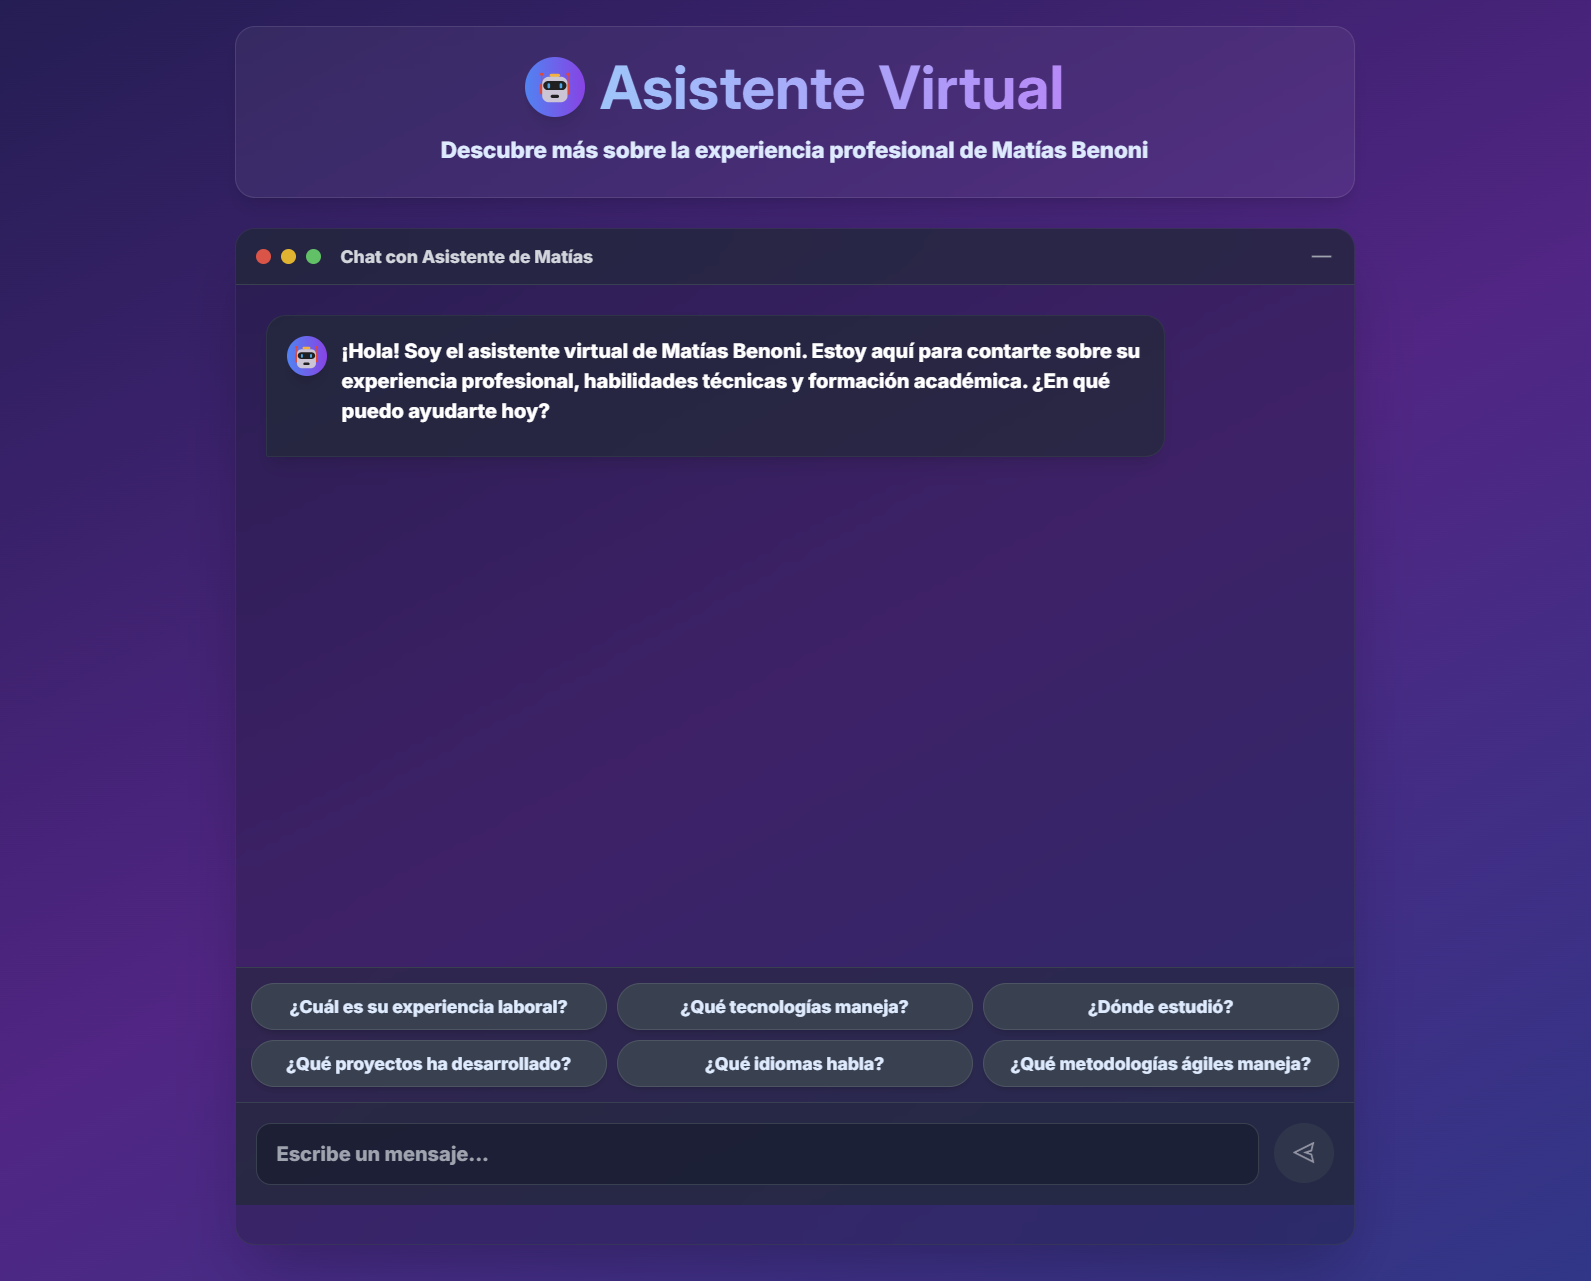 Asistente Virtual
Descubre más sobre la experiencia profesional de Matías Benoni
Chat con Asistente de Matías
¡Hola! Soy el asistente virtual de Matías Benoni. Estoy aquí para contarte sobre su
experiencia profesional, habilidades técnicas y formación académica. ¿En qué
puedo ayudarte hoy?
¿Cuál es su experiencia laboral?
¿Qué tecnologías maneja?
¿Dónde estudió?
¿Qué proyectos ha desarrollado?
¿Qué idiomas habla?
¿Qué metodologías ágiles maneja?
Escribe un mensaje...